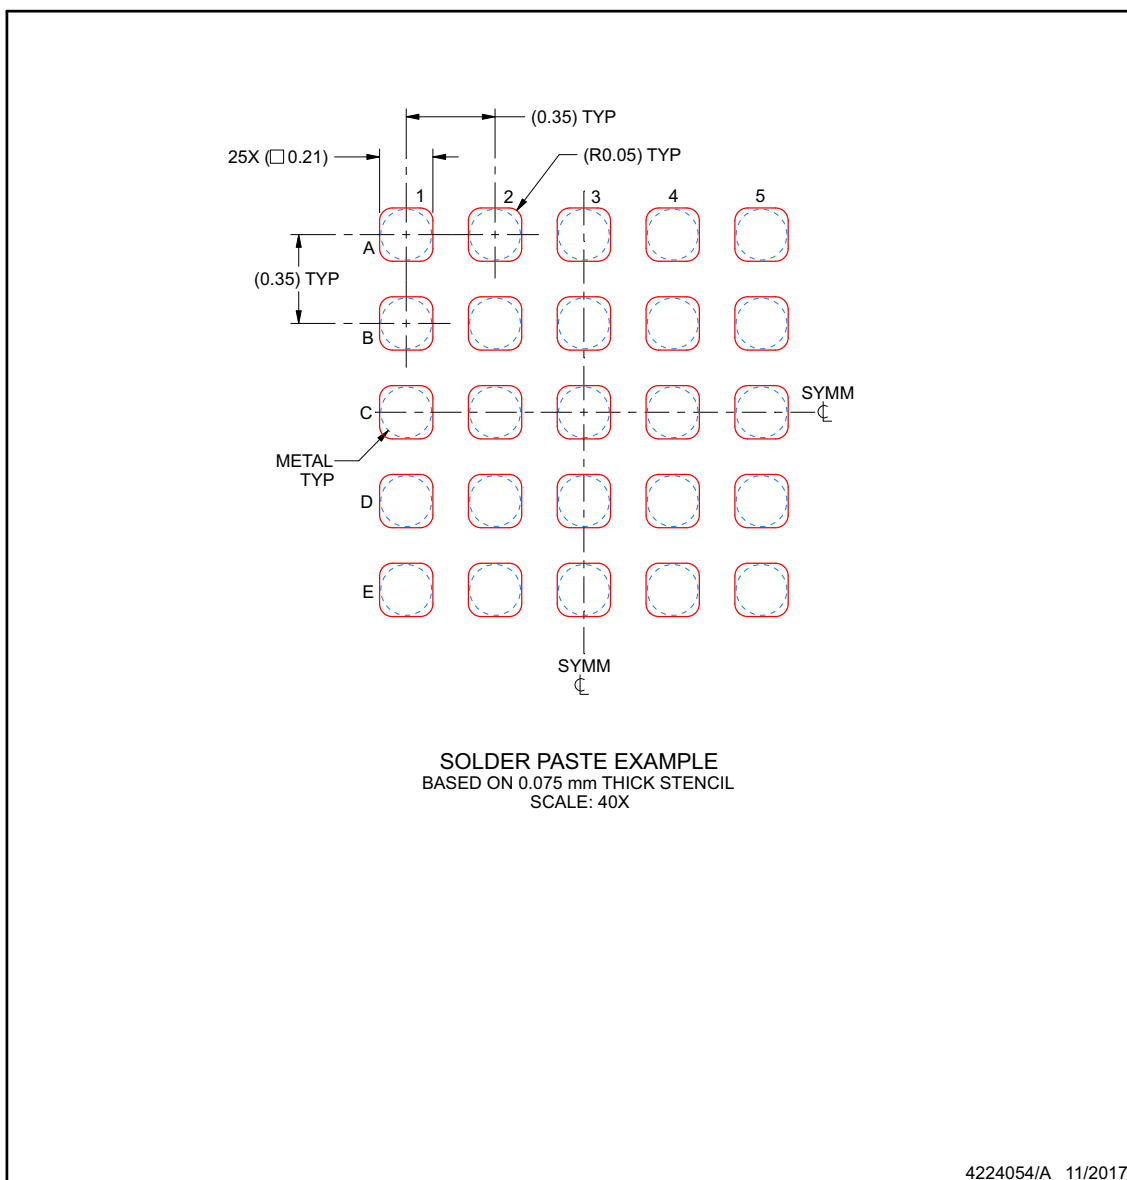 (0.35) TYP
25X (□ 0.21)
(R0.05) TYP
1 2 3 4 5
A
(0.35) TYP
B
SYMM
℄
C
METAL
TYP
D
E
SYMM
℄
SOLDER PASTE EXAMPLE
BASED ON 0.075 mm THICK STENCIL
SCALE: 40X
4224054/A 11/2017